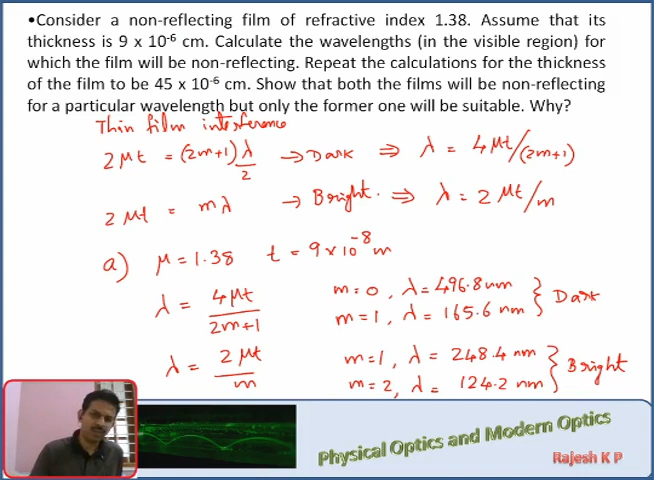 •Consider a non-reflecting film of refractive index 1.38. Assume that its
thickness is 9 x 10⁻⁶ cm. Calculate the wavelengths (in the visible region) for
which the film will be non-reflecting. Repeat the calculations for the thickness
of the film to be 45 x 10⁻⁶ cm. Show that both the films will be non-reflecting
for a particular wavelength but only the former one will be suitable. Why?
Thin film interference
2μt = (2m+1) λ/2 → Dark ⇒ λ = 4μt/(2m+1)
2μt = mλ → Bright. ⇒ λ = 2μt/m
a) μ = 1.38 t = 9 × 10⁻⁸ m
λ = 4μt/2m+1 m=0, λ = 496.8 nm } Dark
m=1, λ = 165.6 nm
λ = 2μt/m m=1, λ = 248.4 nm } Bright
m=2, λ = 124.2 nm
Physical Optics and Modern Optics
Rajesh K P